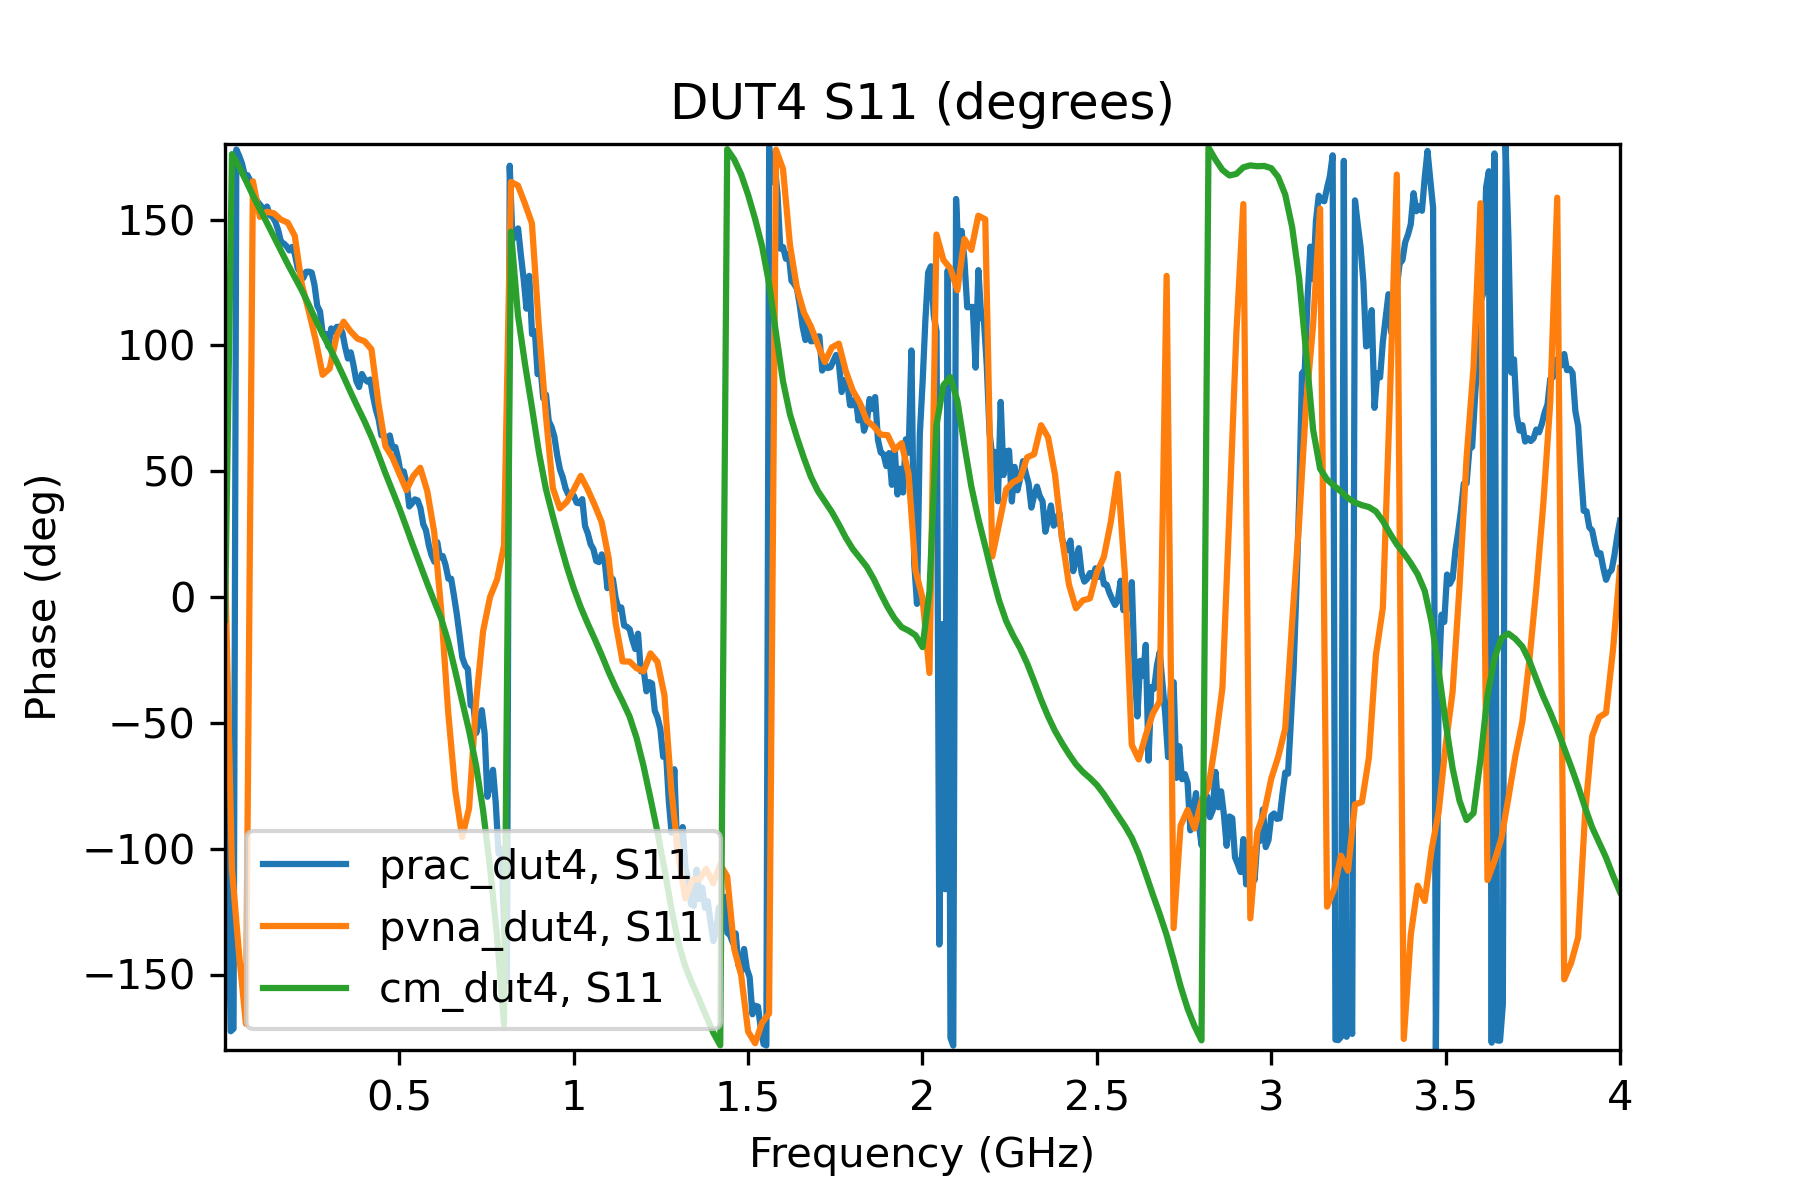 DUT4 S11 (degrees)
Phase (deg)
150
100
50
0
−50
−100
−150
prac_dut4, S11
pvna_dut4, S11
cm_dut4, S11
0.5 1 1.5 2 2.5 3 3.5 4
Frequency (GHz)